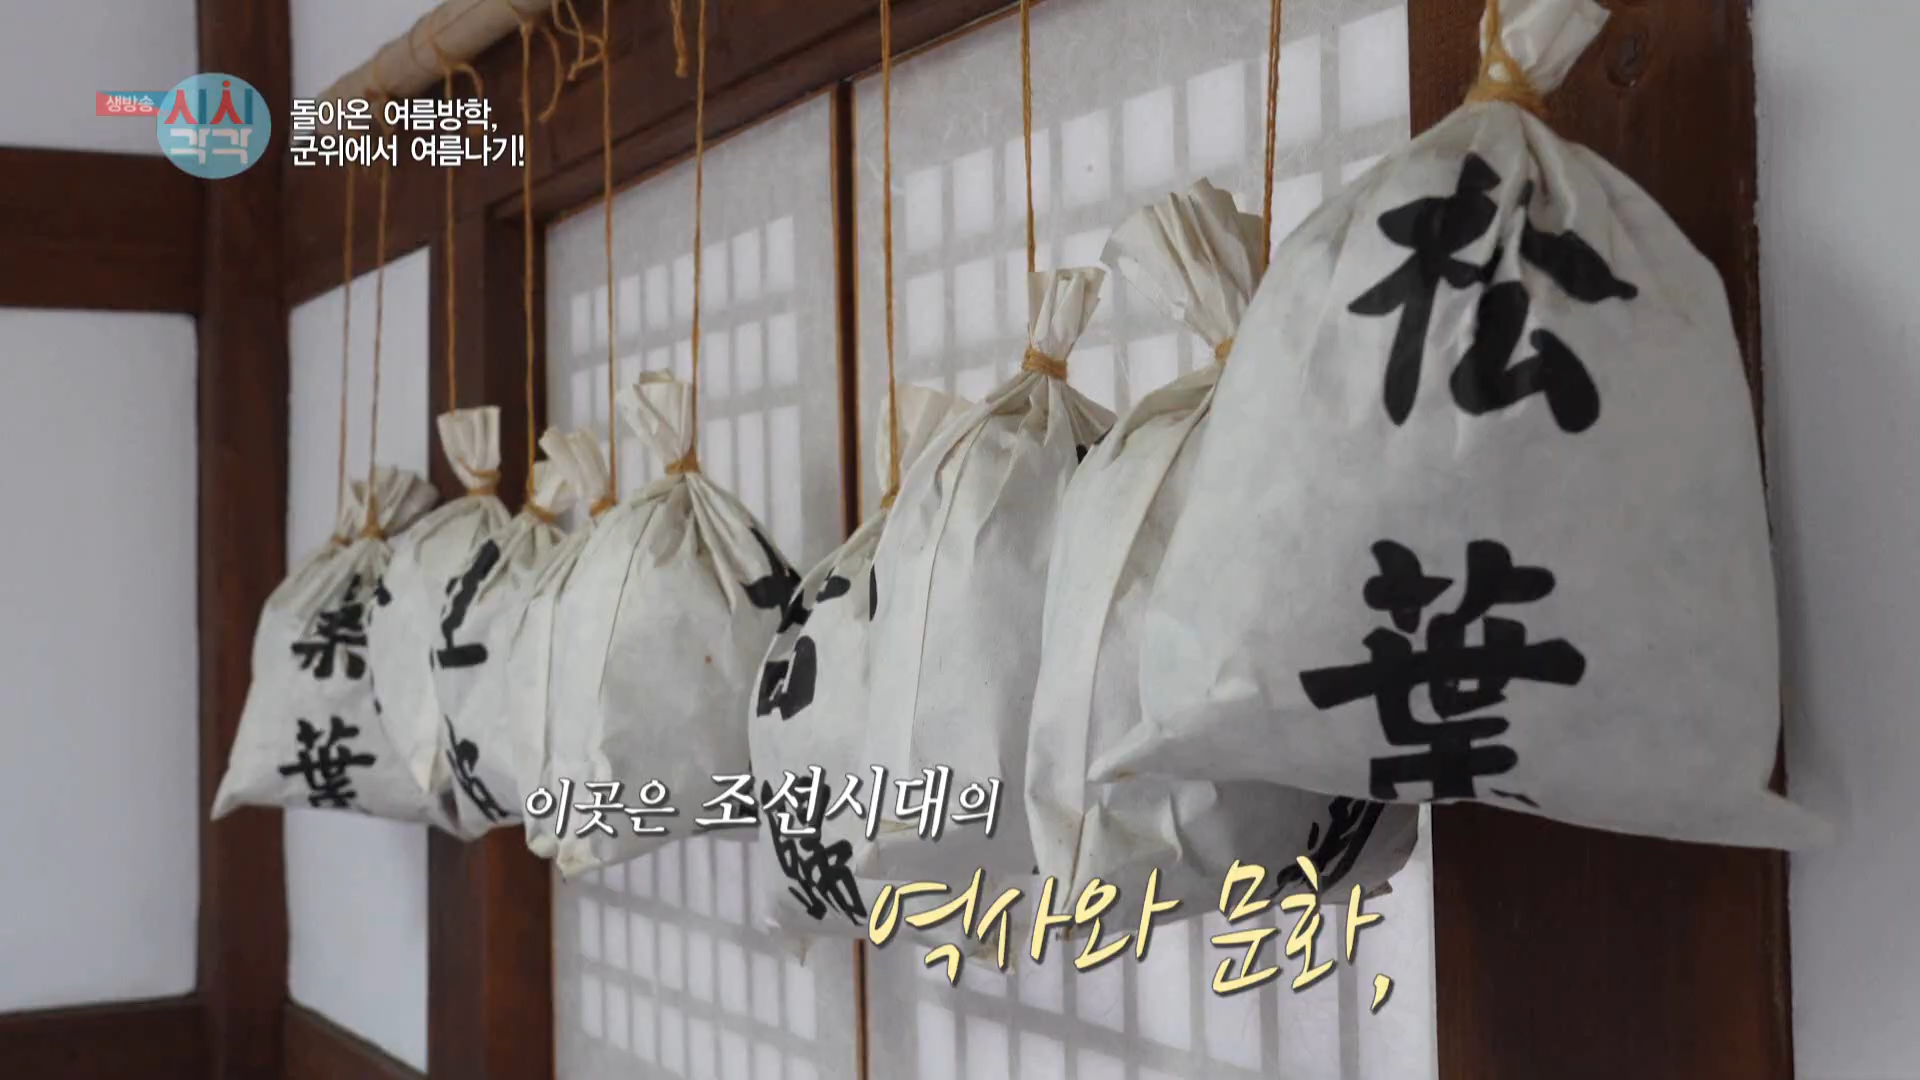 생방송
시시
각각
돌아온 여름방학,
군위에서 여름나기!
松
葉
桑
葉
이곳은 조선시대의
역사와 문화,